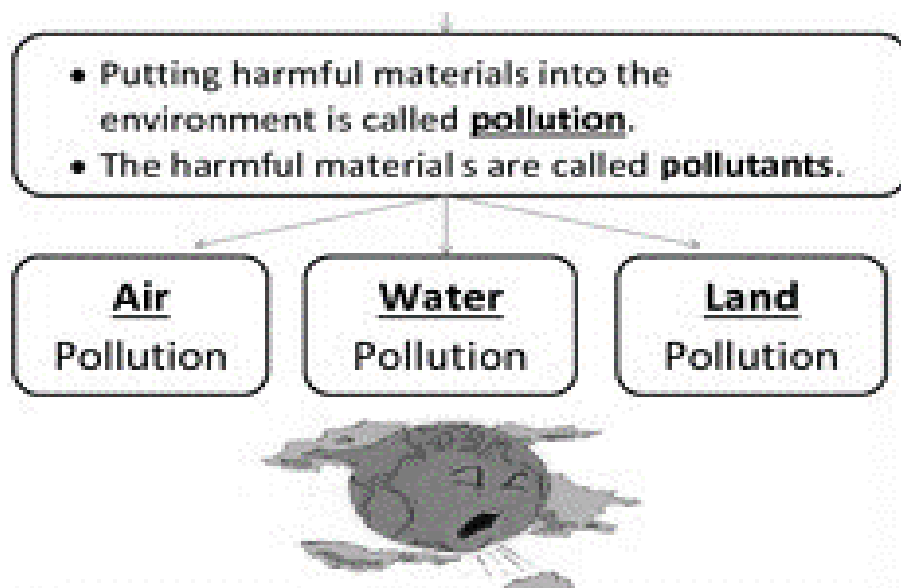 • Putting harmful materials into the
environment is called pollution.
• The harmful materials are called pollutants.
Air
Pollution
Water
Pollution
Land
Pollution